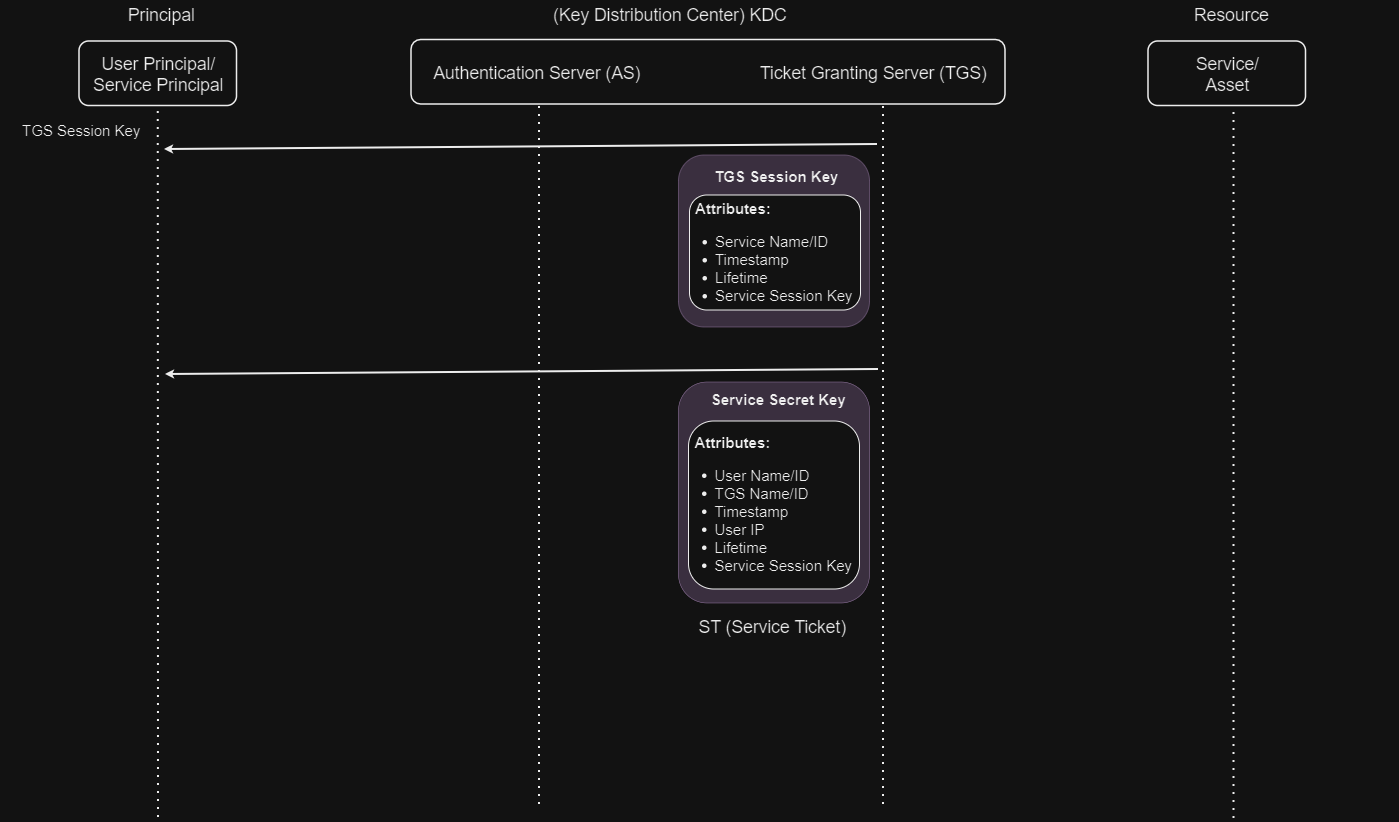 Principal
(Key Distribution Center) KDC
Resource
User Principal/
Service Principal
Authentication Server (AS)
Ticket Granting Server (TGS)
Service/
Asset
TGS Session Key
TGS Session Key
Attributes:
• Service Name/ID
• Timestamp
• Lifetime
• Service Session Key
Service Secret Key
Attributes:
• User Name/ID
• TGS Name/ID
• Timestamp
• User IP
• Lifetime
• Service Session Key
ST (Service Ticket)